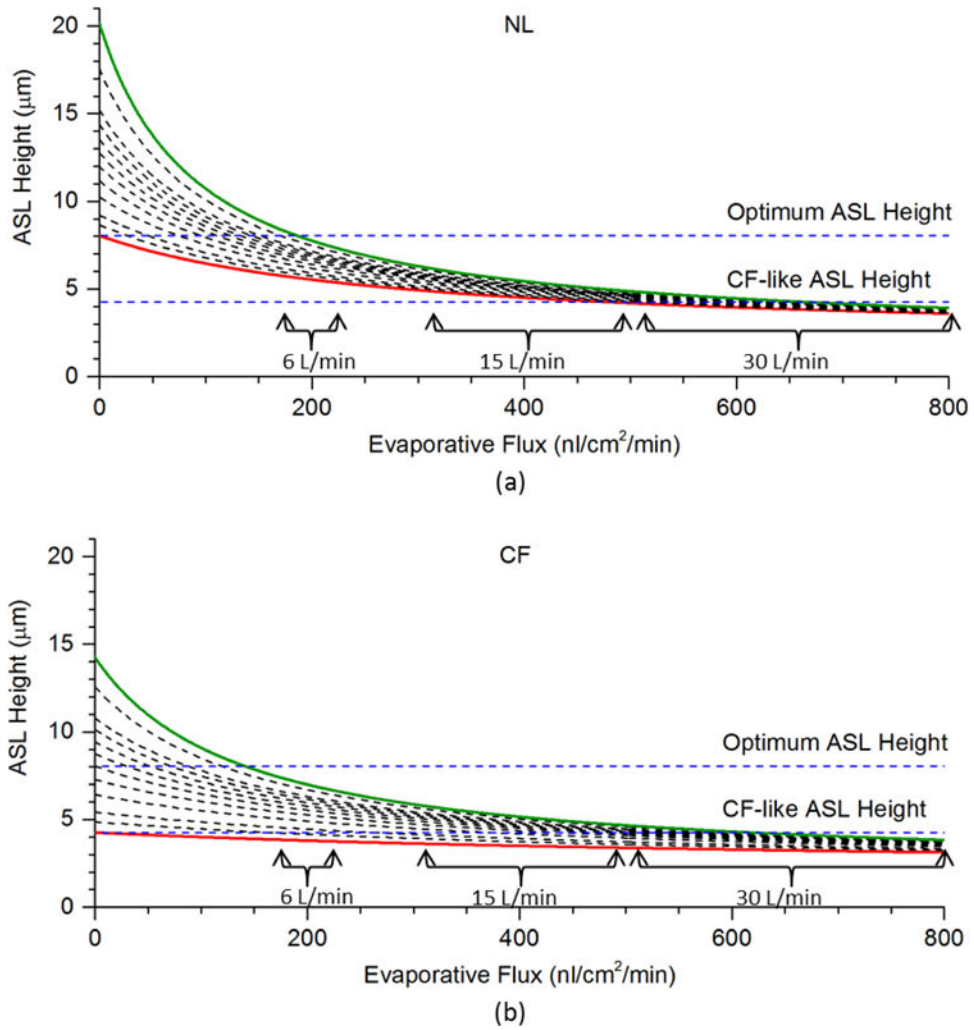 NL
20
15
10
5
0
ASL Height (μm)
Optimum ASL Height
CF-like ASL Height
6 L/min
15 L/min
30 L/min
0 200 400 600 800
Evaporative Flux (nl/cm²/min)
(a)
CF
20
15
10
5
0
ASL Height (μm)
Optimum ASL Height
CF-like ASL Height
6 L/min
15 L/min
30 L/min
0 200 400 600 800
Evaporative Flux (nl/cm²/min)
(b)